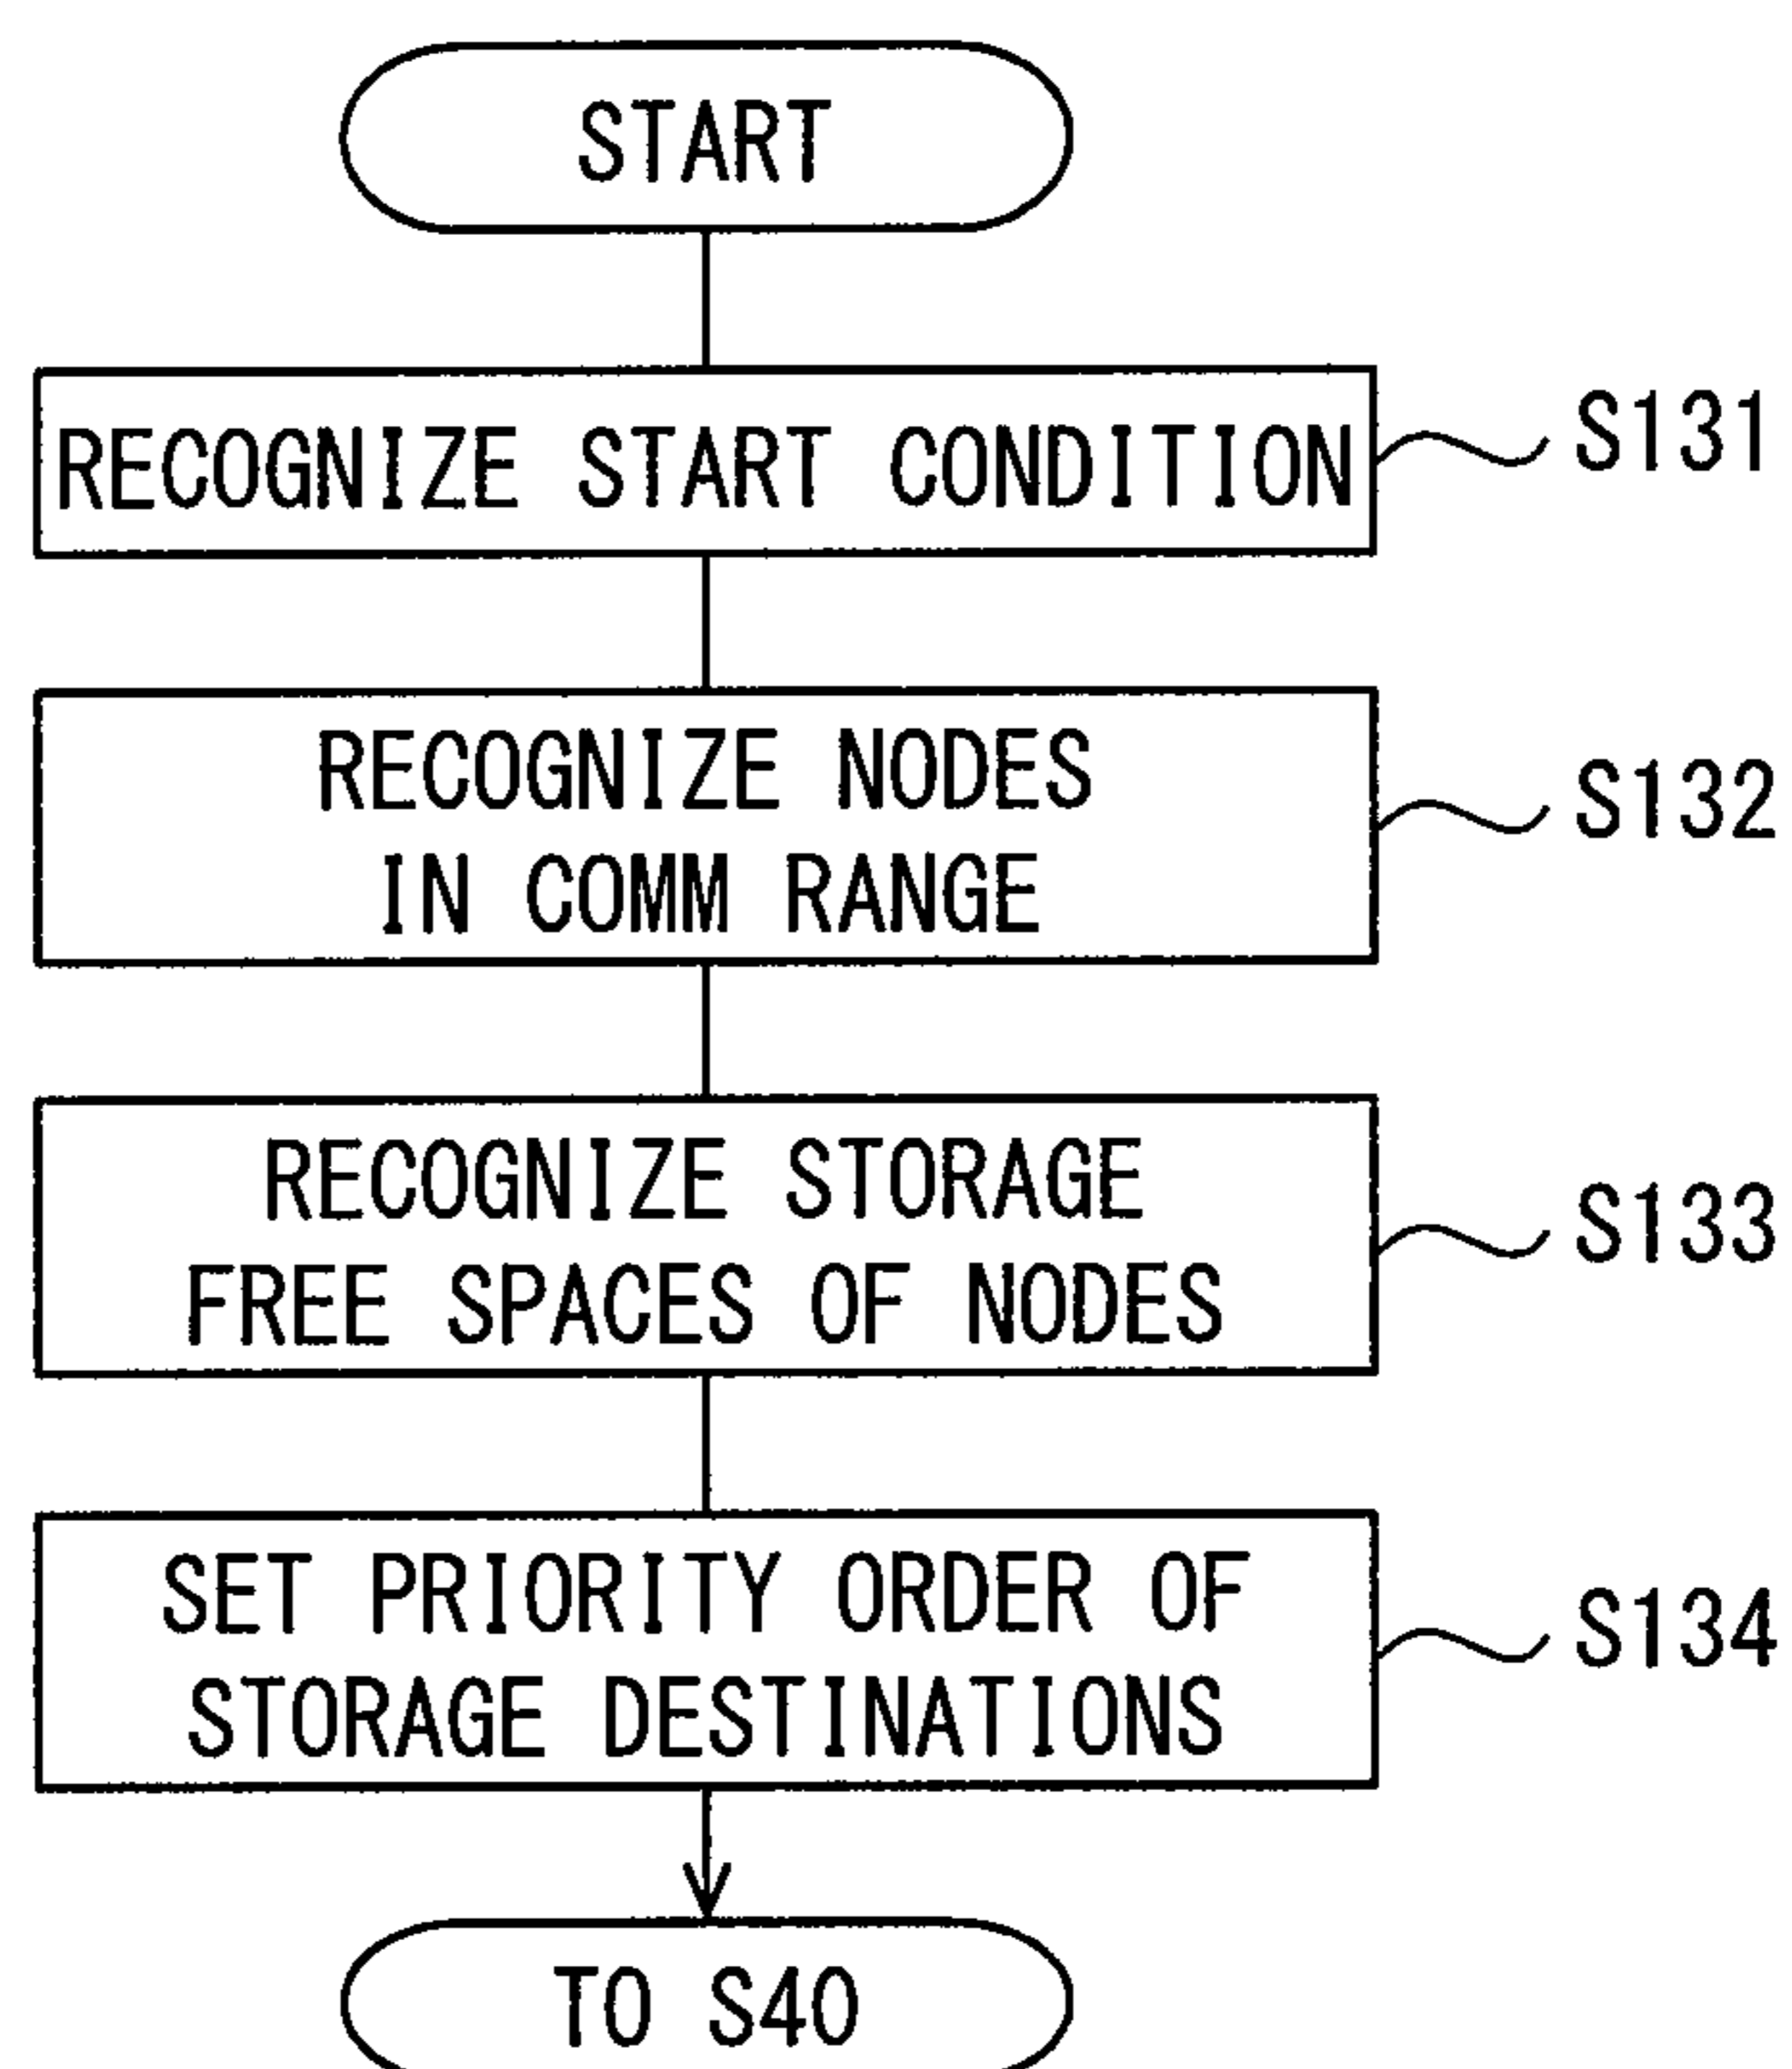 START
RECOGNIZE START CONDITION
S131
RECOGNIZE NODES
IN COMM RANGE
S132
RECOGNIZE STORAGE
FREE SPACES OF NODES
S133
SET PRIORITY ORDER OF
STORAGE DESTINATIONS
S134
TO S40